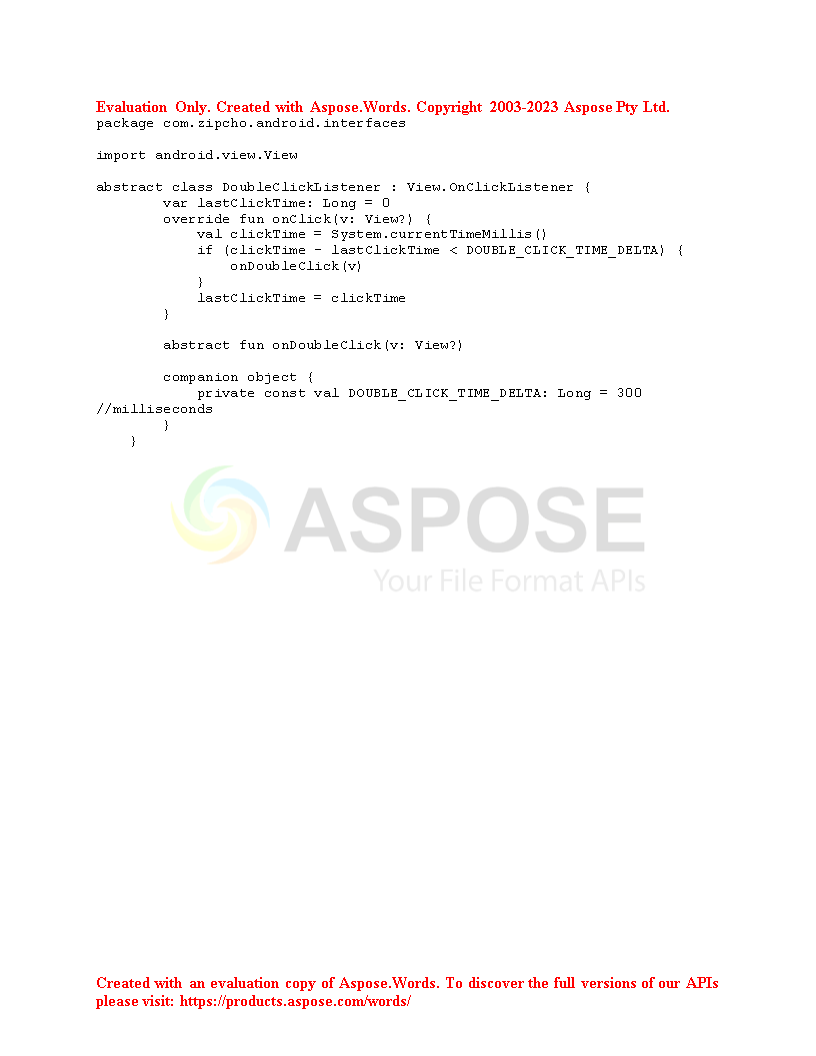 Evaluation Only. Created with Aspose.Words. Copyright 2003-2023 Aspose Pty Ltd.
package com.zipcho.android.interfaces

import android.view.View

abstract class DoubleClickListener : View.OnClickListener {
        var lastClickTime: Long = 0
        override fun onClick(v: View?) {
            val clickTime = System.currentTimeMillis()
            if (clickTime - lastClickTime < DOUBLE_CLICK_TIME_DELTA) {
                onDoubleClick(v)
            }
            lastClickTime = clickTime
        }

        abstract fun onDoubleClick(v: View?)

        companion object {
            private const val DOUBLE_CLICK_TIME_DELTA: Long = 300
//milliseconds
        }
    }
ASPOSE
Your File Format APIs
Created with an evaluation copy of Aspose.Words. To discover the full versions of our APIs
please visit: https://products.aspose.com/words/